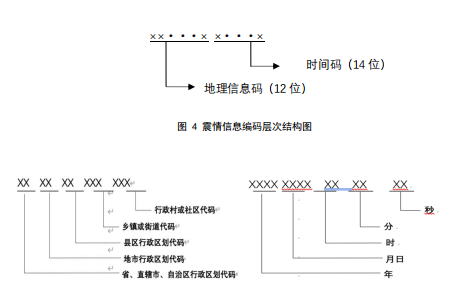 ××•••× ×•••×
时间码（14 位）
地理信息码（12 位）
图 4 震情信息编码层次结构图
XX XX XX XXX XXX
行政村或社区代码
乡镇或街道代码
县区行政区划代码
地市行政区划代码
省、直辖市、自治区行政区划代码
XXXX XXXX XX XX XX
秒
分
时
月日
年